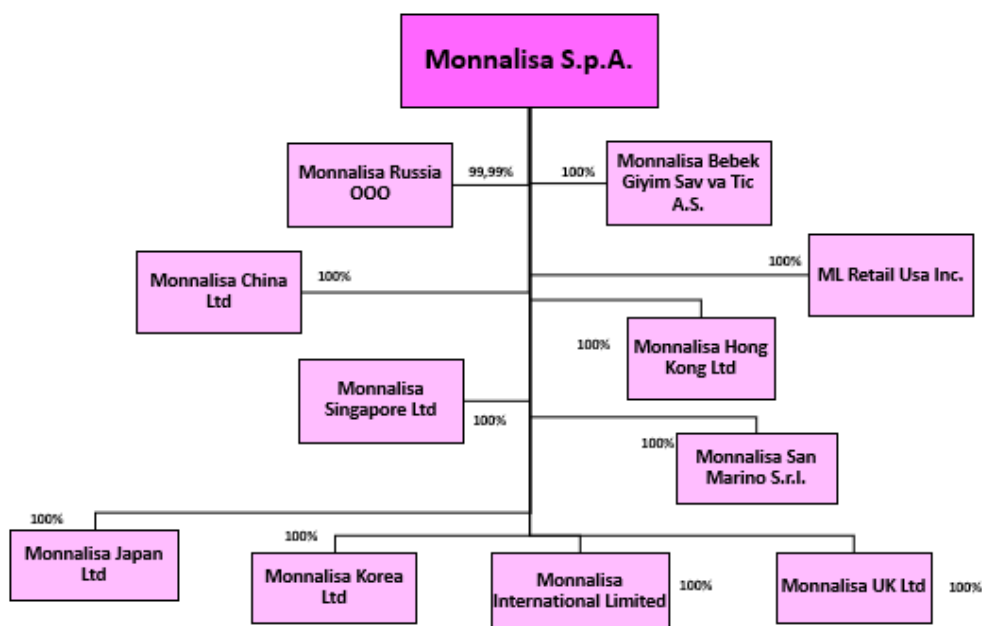 Monnalisa S.p.A.
Monnalisa Russia
OOO
99,99%
100%
Monnalisa Bebek
Giyim Sav va Tic
A.S.
Monnalisa China
Ltd
100%
100%
ML Retail Usa Inc.
100%
Monnalisa Hong
Kong Ltd
Monnalisa
Singapore Ltd
100%
100%
Monnalisa San
Marino S.r.l.
100%
Monnalisa Japan
Ltd
100%
Monnalisa Korea
Ltd
Monnalisa
International Limited
100%
Monnalisa UK Ltd
100%